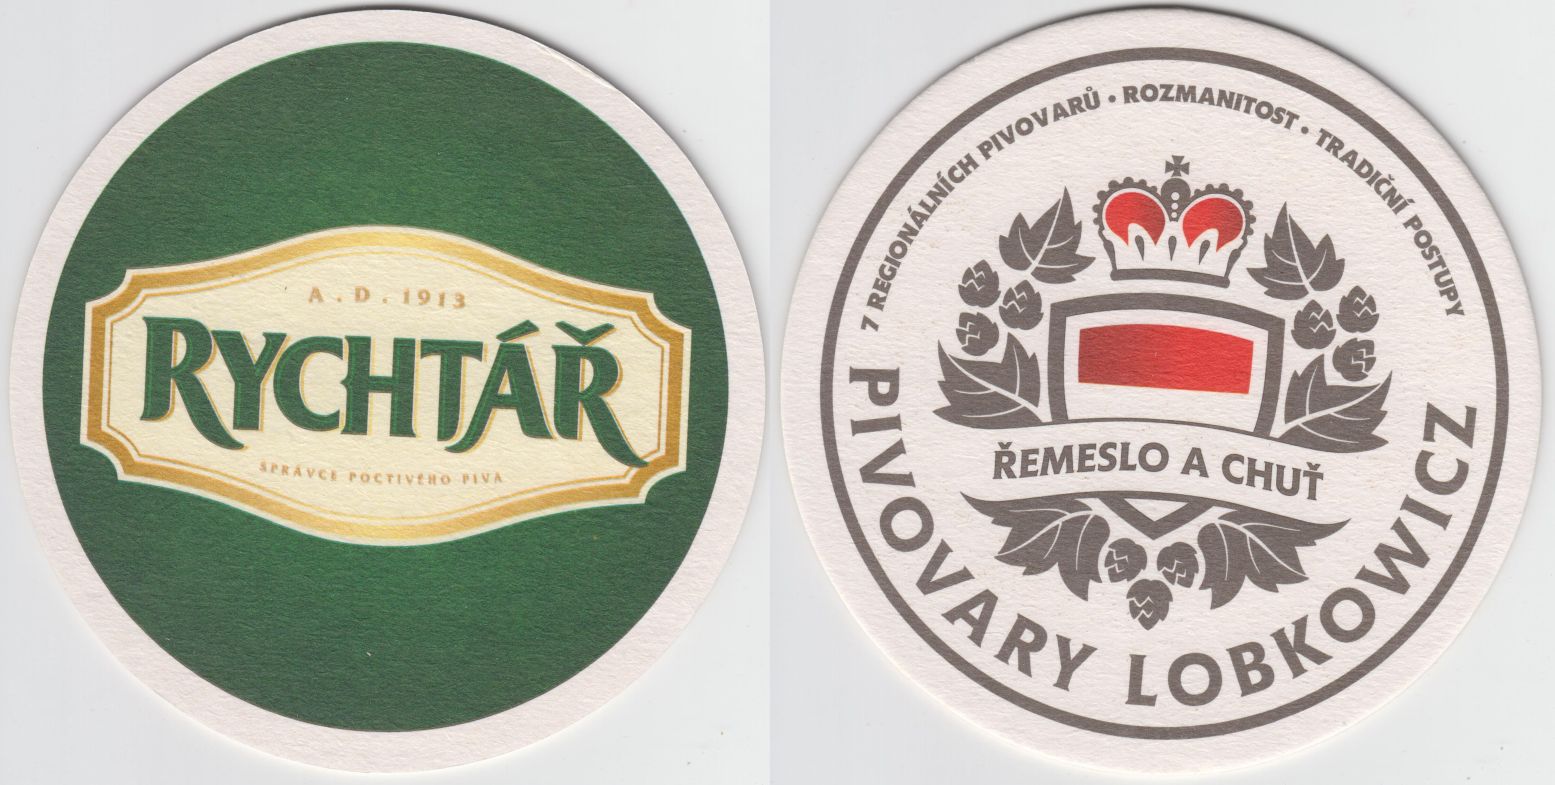 A.D. 1913
RYCHTÁŘ
SPRÁVCE POCTIVÉHO PIVA
7 REGIONÁLNÍCH PIVOVARŮ • ROZMANITOST • TRADIČNÍ POSTUPY
ŘEMESLO A CHUŤ
PIVOVARY LOBKOWICZ